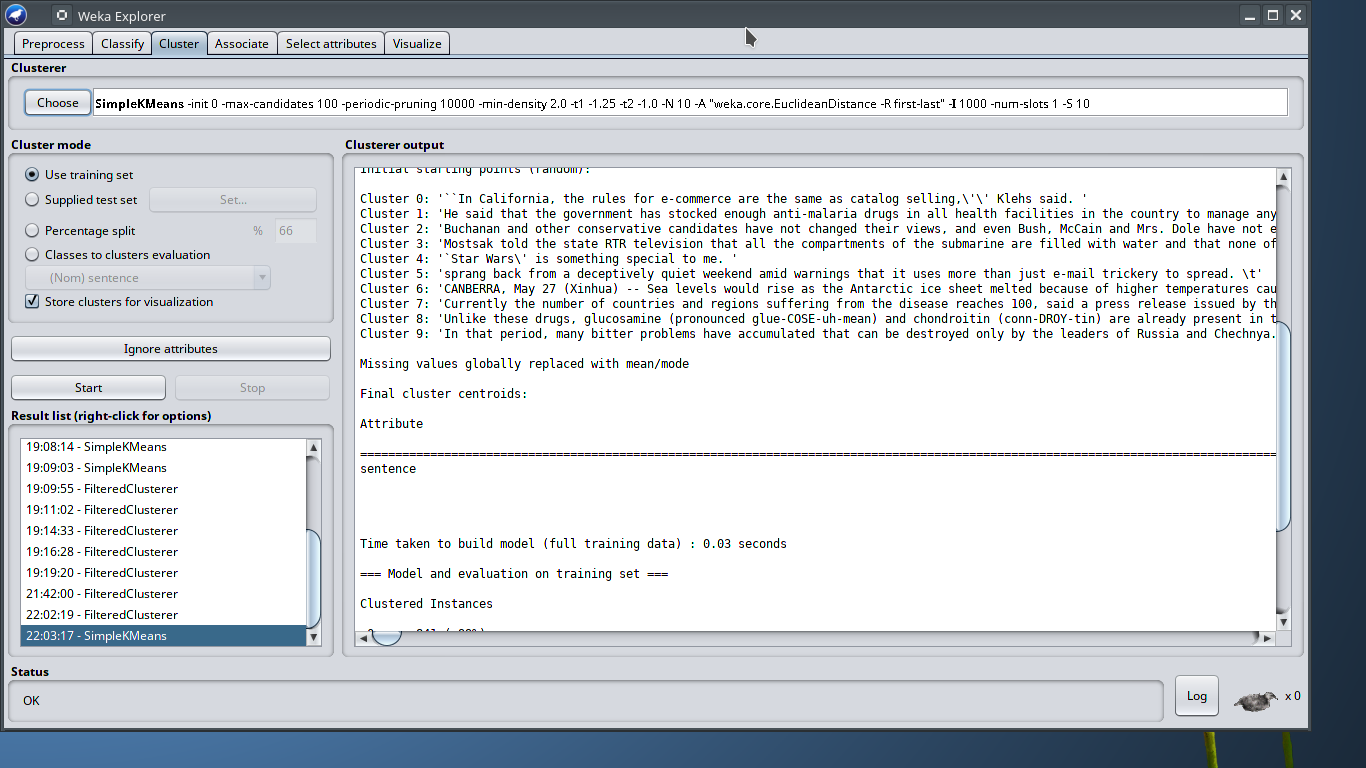 Weka Explorer
Preprocess Classify Cluster Associate Select attributes Visualize
Clusterer
Choose SimpleKMeans -init 0 -max-candidates 100 -periodic-pruning 10000 -min-density 2.0 -t1 -1.25 -t2 -1.0 -N 10 -A "weka.core.EuclideanDistance -R first-last" -I 1000 -num-slots 1 -S 10
Cluster mode
Use training set
Supplied test set Set...
Percentage split % 66
Classes to clusters evaluation
(Nom) sentence
Store clusters for visualization
Ignore attributes
Start Stop
Result list (right-click for options)
19:08:14 - SimpleKMeans
19:09:03 - SimpleKMeans
19:09:55 - FilteredClusterer
19:11:02 - FilteredClusterer
19:14:33 - FilteredClusterer
19:16:28 - FilteredClusterer
19:19:20 - FilteredClusterer
21:42:00 - FilteredClusterer
22:02:19 - FilteredClusterer
22:03:17 - SimpleKMeans
Clusterer output
Initial starting points (random):
Cluster 0: '``In California, the rules for e-commerce are the same as catalog selling,\'\' Klehs said. '
Cluster 1: 'He said that the government has stocked enough anti-malaria drugs in all health facilities in the country to manage any
Cluster 2: 'Buchanan and other conservative candidates have not changed their views, and even Bush, McCain and Mrs. Dole have not e
Cluster 3: 'Mostsak told the state RTR television that all the compartments of the submarine are filled with water and that none of
Cluster 4: '`Star Wars\' is something special to me. '
Cluster 5: 'sprang back from a deceptively quiet weekend amid warnings that it uses more than just e-mail trickery to spread. \t'
Cluster 6: 'CANBERRA, May 27 (Xinhua) -- Sea levels would rise as the Antarctic ice sheet melted because of higher temperatures cau
Cluster 7: 'Currently the number of countries and regions suffering from the disease reaches 100, said a press release issued by th
Cluster 8: 'Unlike these drugs, glucosamine (pronounced glue-COSE-uh-mean) and chondroitin (conn-DROY-tin) are already present in t
Cluster 9: 'In that period, many bitter problems have accumulated that can be destroyed only by the leaders of Russia and Chechnya.
Missing values globally replaced with mean/mode
Final cluster centroids:
Attribute
sentence
Time taken to build model (full training data) : 0.03 seconds
=== Model and evaluation on training set ===
Clustered Instances
Status
OK
Log x 0